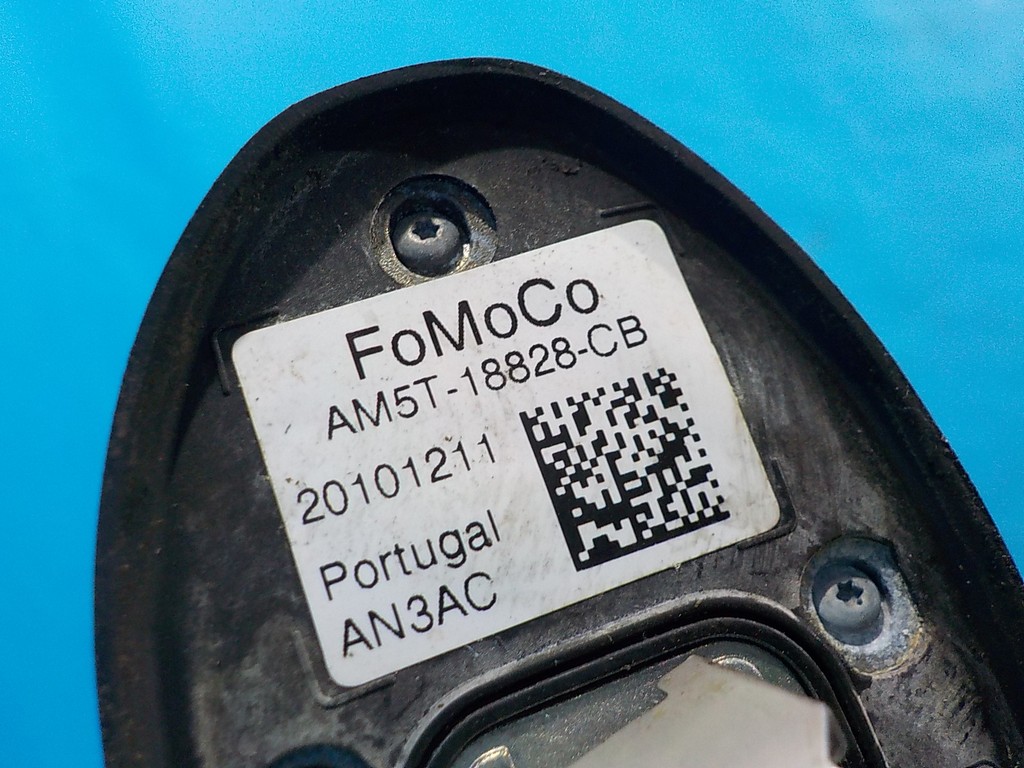 FoMoCo
AM5T-18828-CB
20101211
Portugal
AN3AC